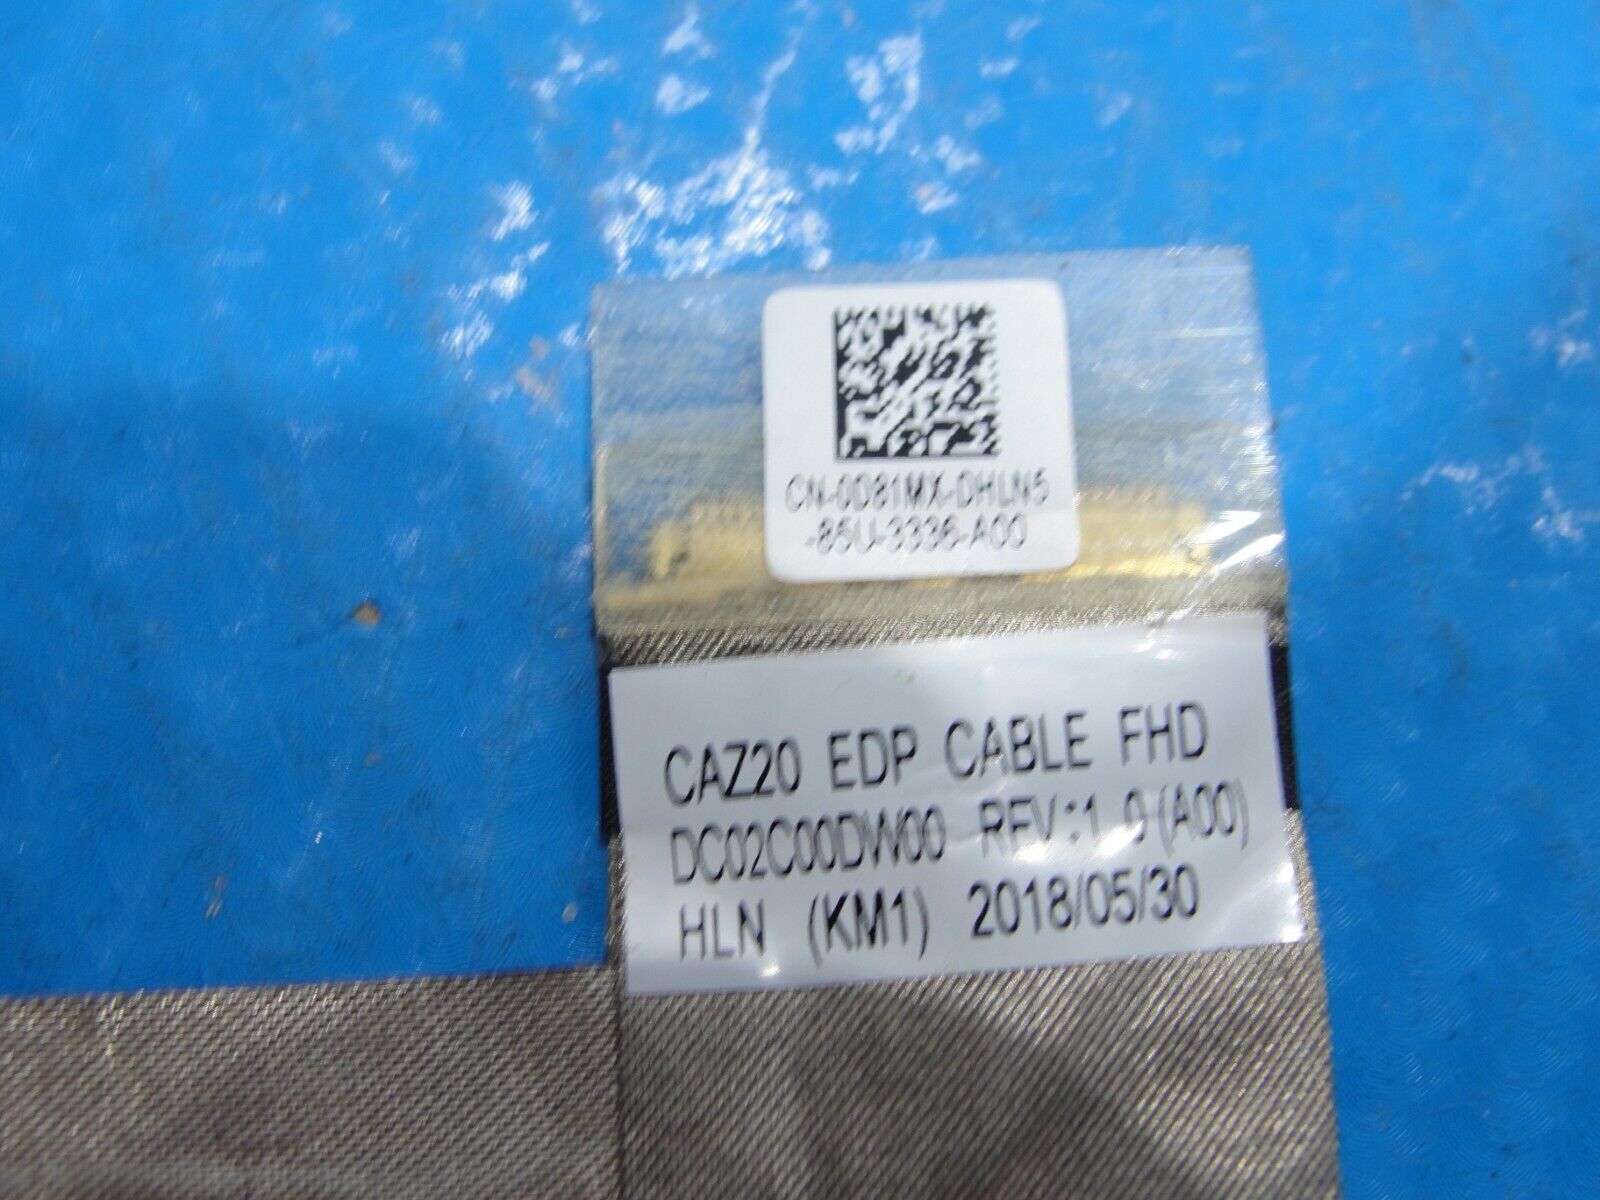 CN-0D81MX-DHLN5
-85U-3336-A00
CAZ20 EDP CABLE FHD
DC02C00DW00 REV:1.0(A00)
HLN (KM1) 2018/05/30